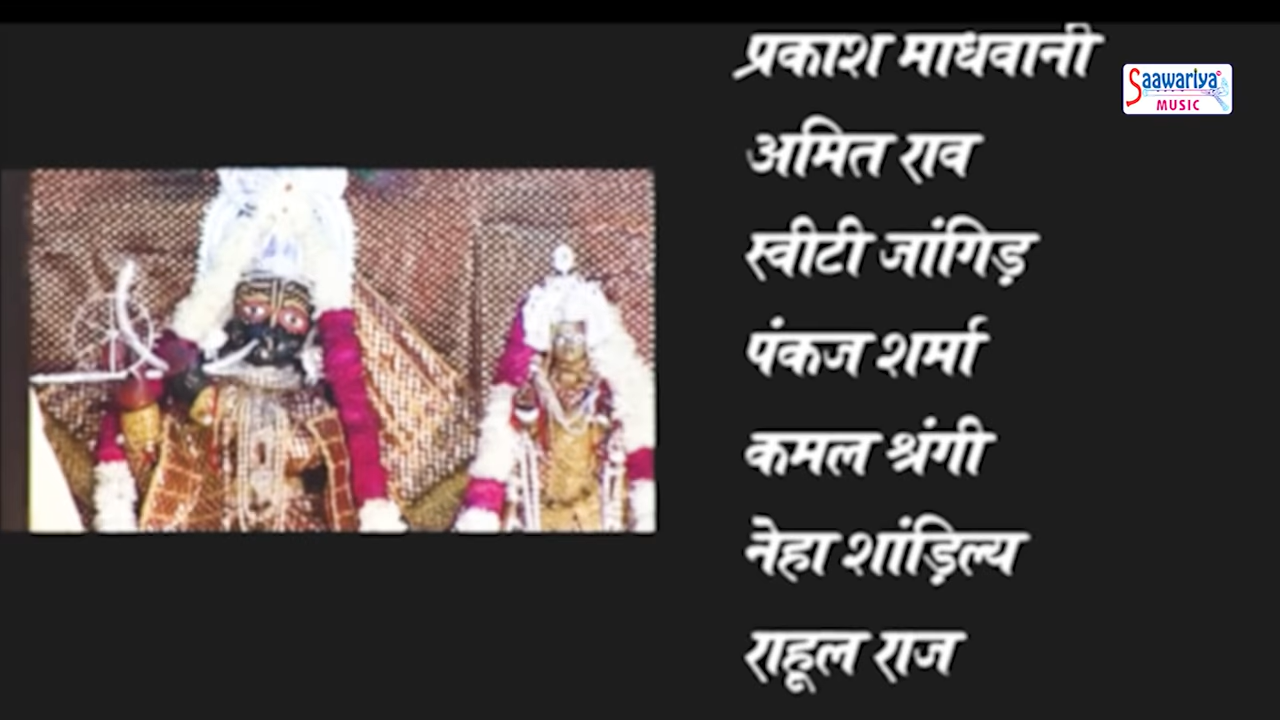 प्रकाश माधवानी
Saawariya
MUSIC
अमित राव
स्वीटी जांगिड़
पंकज शर्मा
कमल श्रंगी
नेहा शांड़िल्य
राहूल राज